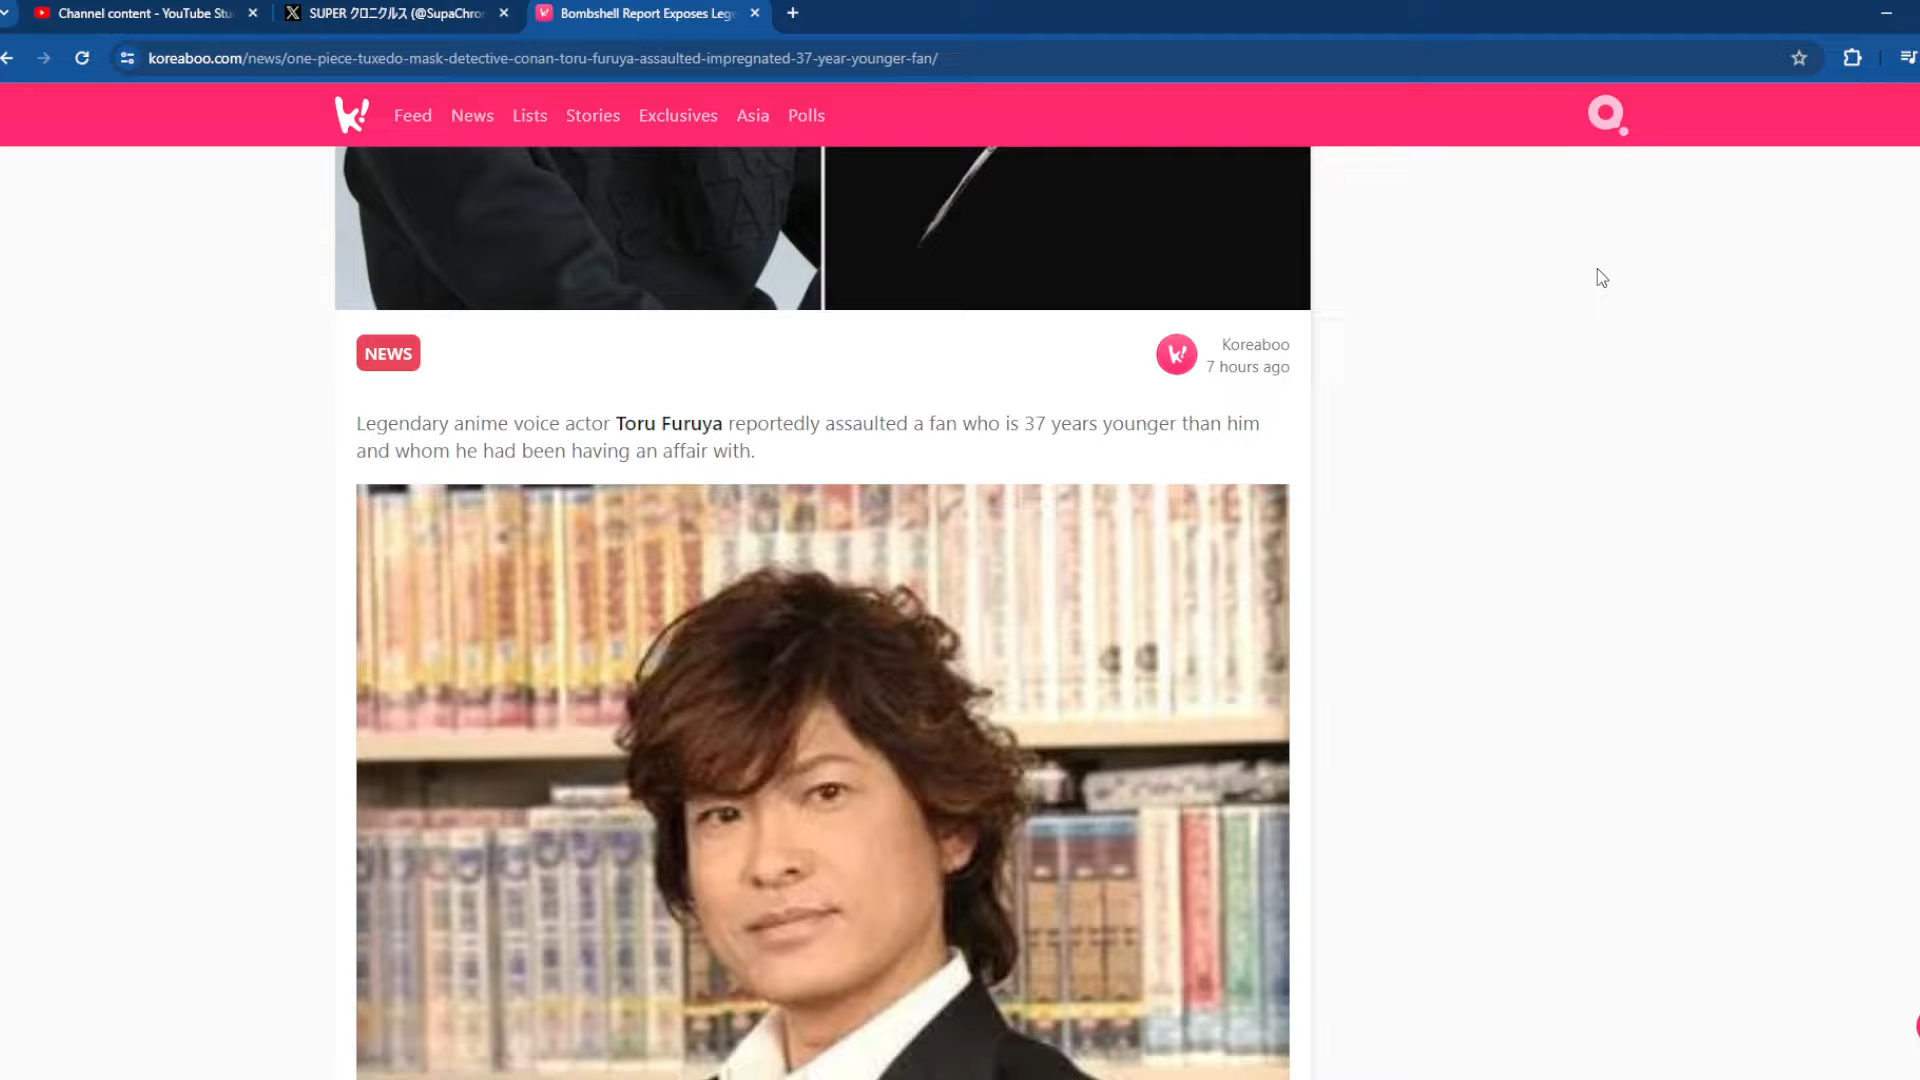 Channel content - YouTube Stu
SUPER クロニクルス (@SupaChron
Bombshell Report Exposes Lege
koreaboo.com/news/one-piece-tuxedo-mask-detective-conan-toru-furuya-assaulted-impregnated-37-year-younger-fan/
k!
Feed News Lists Stories Exclusives Asia Polls
NEWS
k!
Koreaboo
7 hours ago
Legendary anime voice actor Toru Furuya reportedly assaulted a fan who is 37 years younger than him
and whom he had been having an affair with.